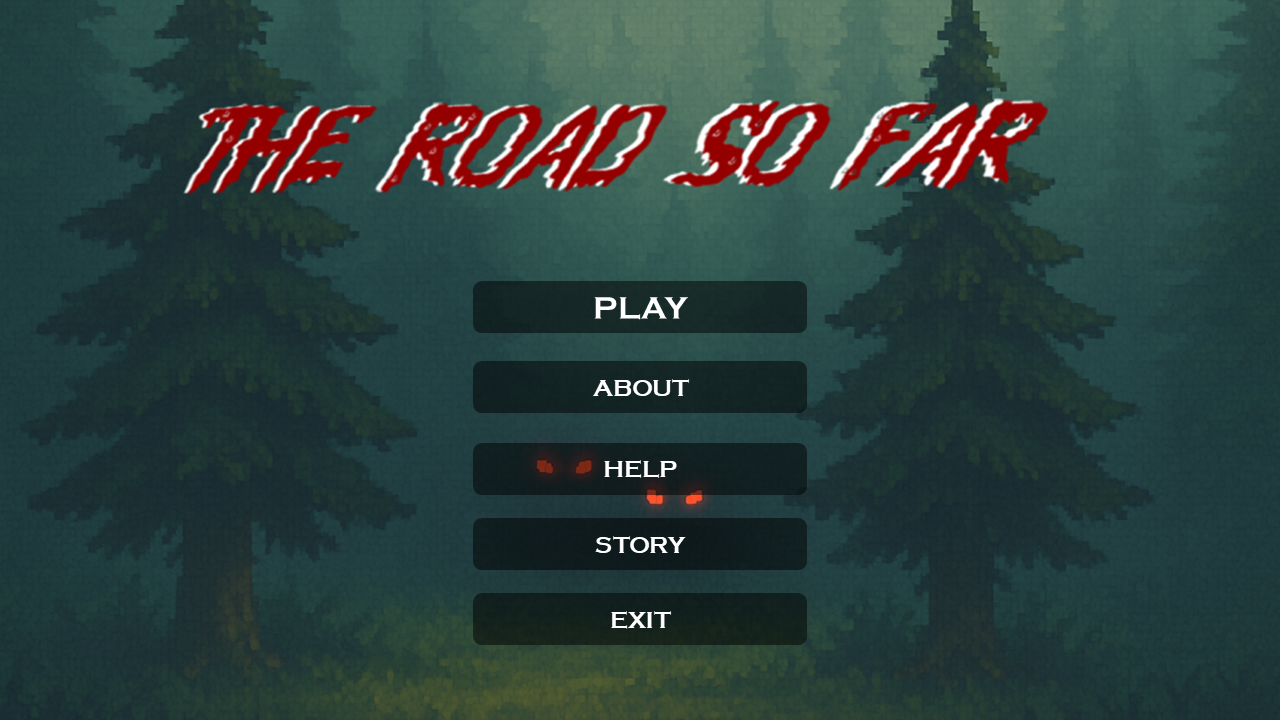 THE ROAD SO FAR
PLAY
ABOUT
HELP
STORY
EXIT